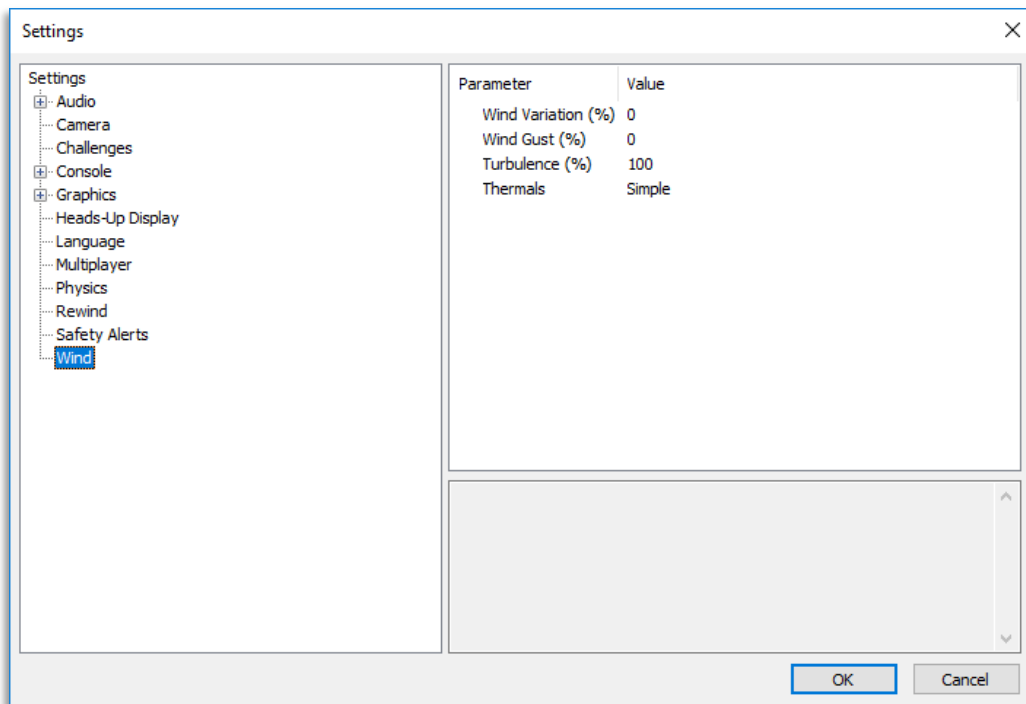 Settings
Settings
Audio
Camera
Challenges
Console
Graphics
Heads-Up Display
Language
Multiplayer
Physics
Rewind
Safety Alerts
Wind
Parameter Value
Wind Variation (%) 0
Wind Gust (%) 0
Turbulence (%) 100
Thermals Simple
OK Cancel